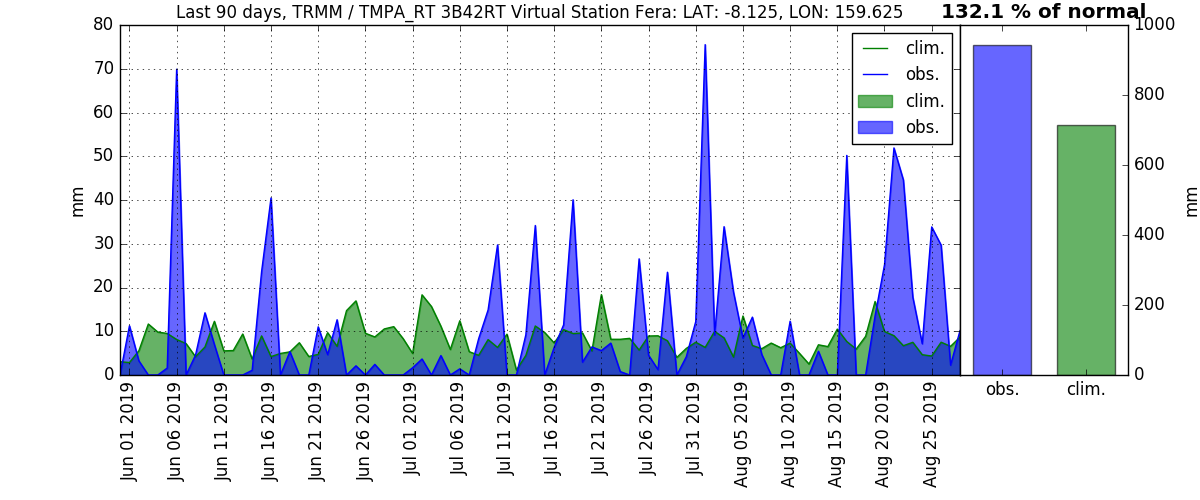 Last 90 days, TRMM / TMPA_RT 3B42RT Virtual Station Fera: LAT: -8.125, LON: 159.625
132.1 % of normal
80
70
60
50
40
30
20
10
0
mm
clim.
obs.
clim.
obs.
1000
800
600
400
200
0
mm
obs.
clim.
Jun 01 2019
Jun 06 2019
Jun 11 2019
Jun 16 2019
Jun 21 2019
Jun 26 2019
Jul 01 2019
Jul 06 2019
Jul 11 2019
Jul 16 2019
Jul 21 2019
Jul 26 2019
Jul 31 2019
Aug 05 2019
Aug 10 2019
Aug 15 2019
Aug 20 2019
Aug 25 2019